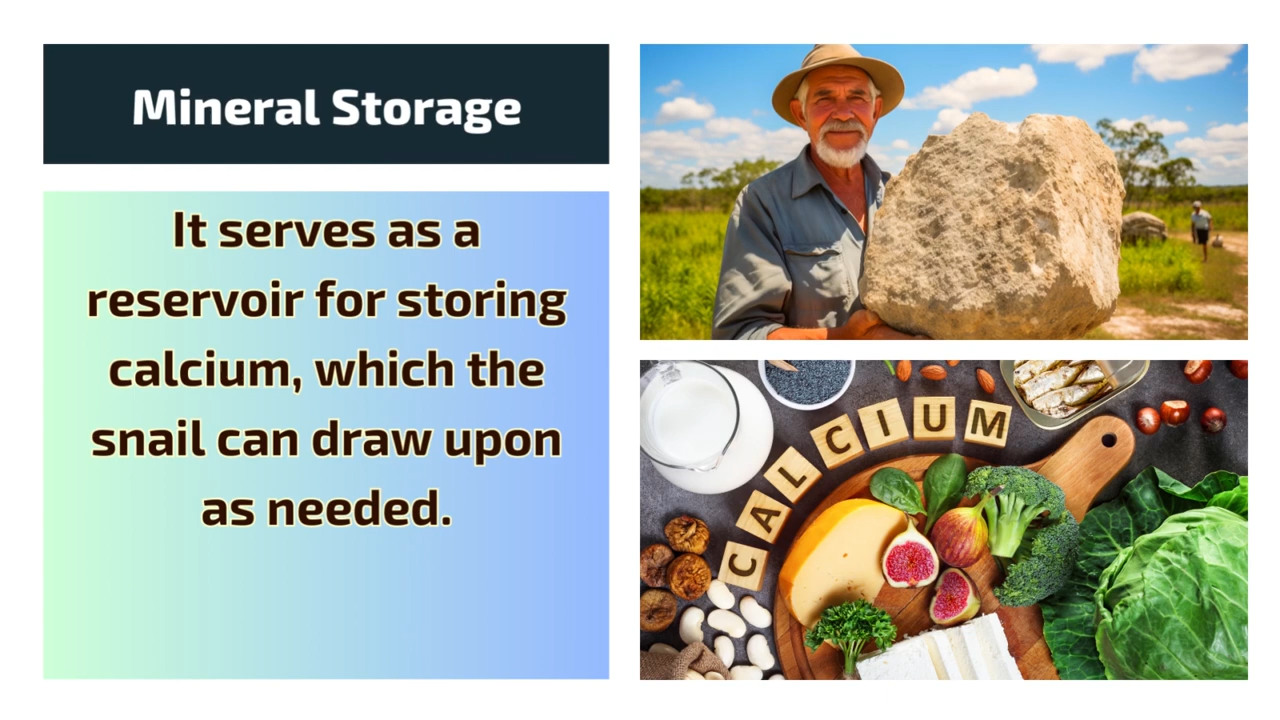 Mineral Storage
It serves as a
reservoir for storing
calcium, which the
snail can draw upon
as needed.
CALCIUM